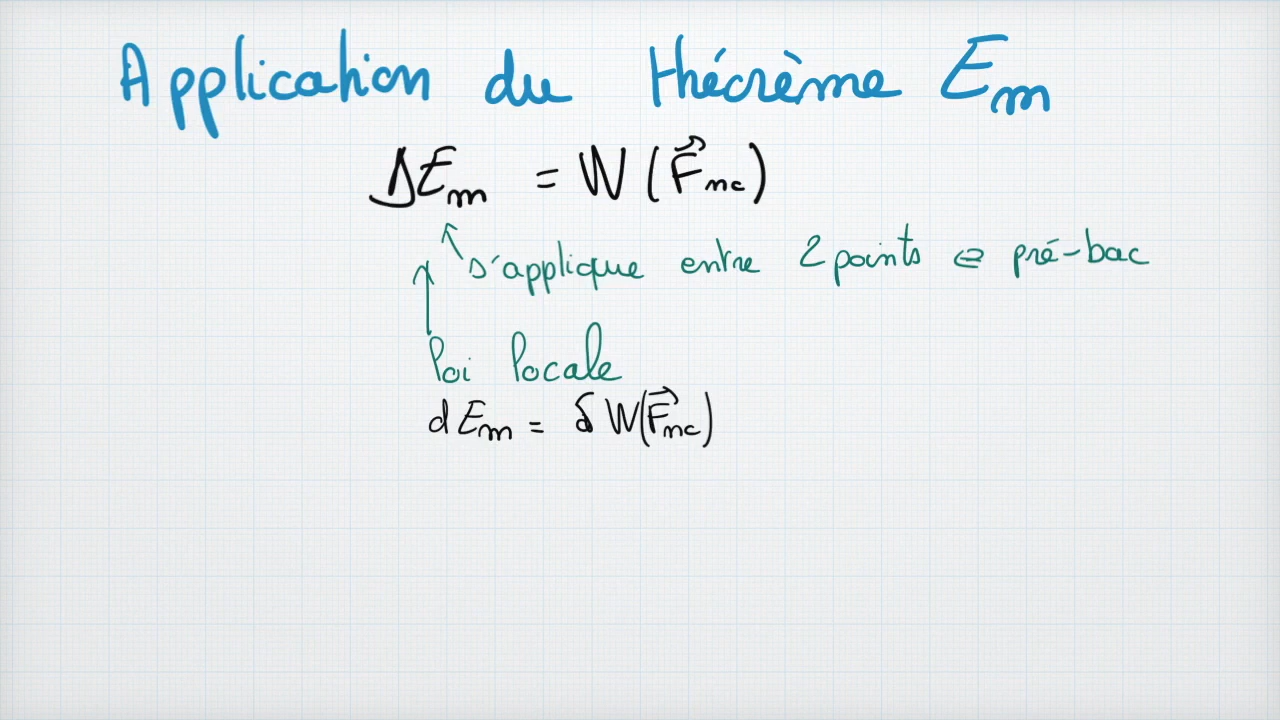 Application du théorème Em
ΔEm = W(F⃗nc)
s'applique entre 2 points ⇔ pré-bac
loi locale
dEm = δW(F⃗nc)